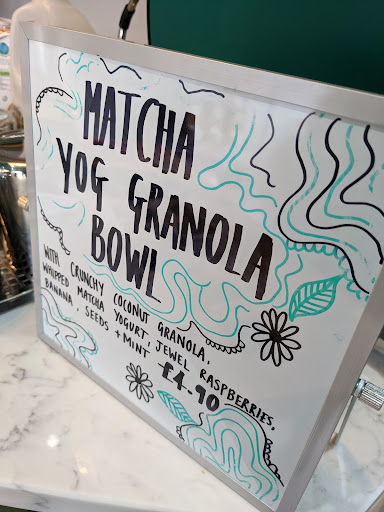 MATCHA
YOG GRANOLA
BOWL
WITH CRUNCHY COCONUT GRANOLA,
WHIPPED MATCHA YOGURT, JEWEL RASPBERRIES.
BANANA, SEEDS + MINT £4-90